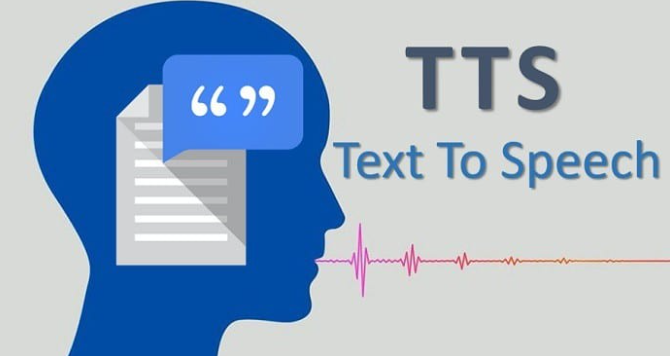 “ ”
TTS
Text To Speech